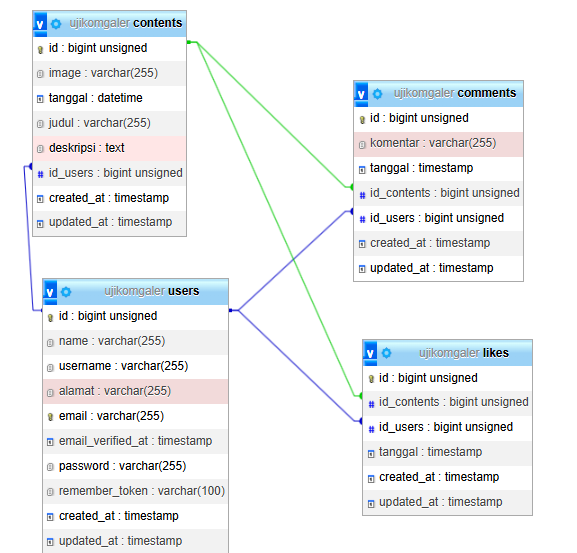 ujikomgaler contents
id : bigint unsigned
image : varchar(255)
tanggal : datetime
judul : varchar(255)
deskripsi : text
id_users : bigint unsigned
created_at : timestamp
updated_at : timestamp
ujikomgaler comments
id : bigint unsigned
komentar : varchar(255)
tanggal : timestamp
id_contents : bigint unsigned
id_users : bigint unsigned
created_at : timestamp
updated_at : timestamp
ujikomgaler users
id : bigint unsigned
name : varchar(255)
username : varchar(255)
alamat : varchar(255)
email : varchar(255)
email_verified_at : timestamp
password : varchar(255)
remember_token : varchar(100)
created_at : timestamp
updated_at : timestamp
ujikomgaler likes
id : bigint unsigned
id_contents : bigint unsigned
id_users : bigint unsigned
tanggal : timestamp
created_at : timestamp
updated_at : timestamp